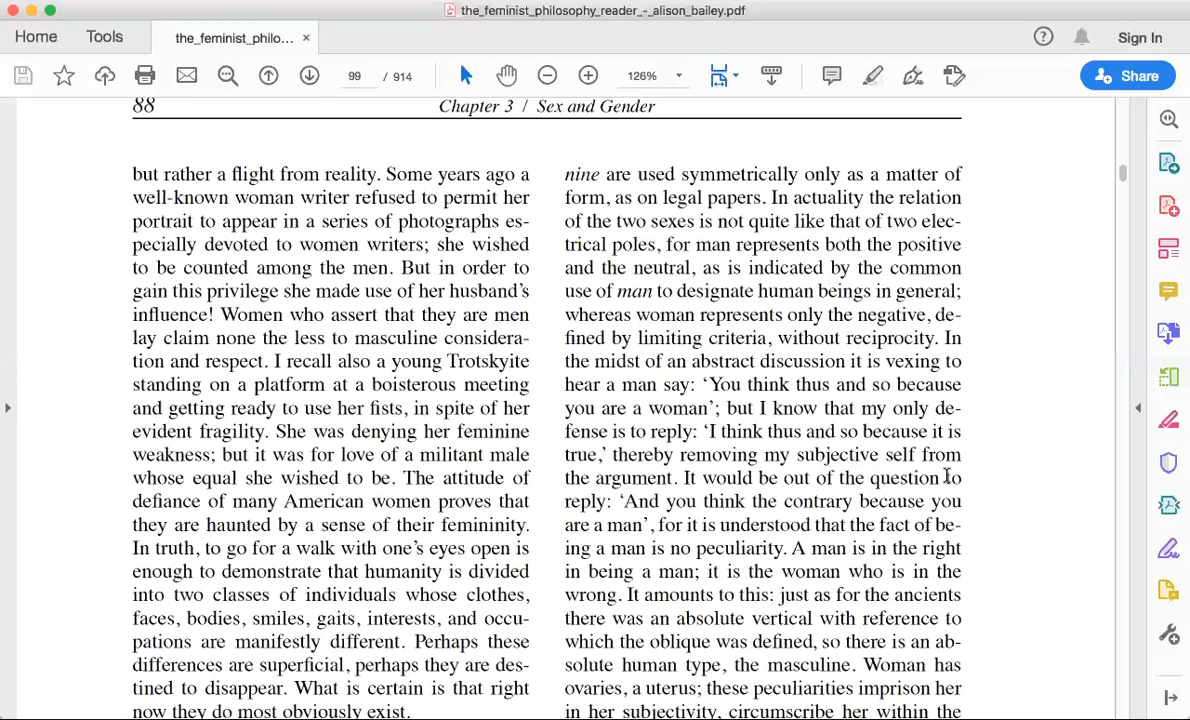 the_feminist_philosophy_reader_-_alison_bailey.pdf
Home
Tools
the_feminist_philo...
×
?
Sign In
99 / 914
126%
Share
88
Chapter 3 / Sex and Gender
but rather a flight from reality. Some years ago a
well-known woman writer refused to permit her
portrait to appear in a series of photographs es-
pecially devoted to women writers; she wished
to be counted among the men. But in order to
gain this privilege she made use of her husband's
influence! Women who assert that they are men
lay claim none the less to masculine considera-
tion and respect. I recall also a young Trotskyite
standing on a platform at a boisterous meeting
and getting ready to use her fists, in spite of her
evident fragility. She was denying her feminine
weakness; but it was for love of a militant male
whose equal she wished to be. The attitude of
defiance of many American women proves that
they are haunted by a sense of their femininity.
In truth, to go for a walk with one's eyes open is
enough to demonstrate that humanity is divided
into two classes of individuals whose clothes,
faces, bodies, smiles, gaits, interests, and occu-
pations are manifestly different. Perhaps these
differences are superficial, perhaps they are des-
tined to disappear. What is certain is that right
now they do most obviously exist.
nine are used symmetrically only as a matter of
form, as on legal papers. In actuality the relation
of the two sexes is not quite like that of two elec-
trical poles, for man represents both the positive
and the neutral, as is indicated by the common
use of man to designate human beings in general;
whereas woman represents only the negative, de-
fined by limiting criteria, without reciprocity. In
the midst of an abstract discussion it is vexing to
hear a man say: 'You think thus and so because
you are a woman'; but I know that my only de-
fense is to reply: 'I think thus and so because it is
true,' thereby removing my subjective self from
the argument. It would be out of the question to
reply: 'And you think the contrary because you
are a man', for it is understood that the fact of be-
ing a man is no peculiarity. A man is in the right
in being a man; it is the woman who is in the
wrong. It amounts to this: just as for the ancients
there was an absolute vertical with reference to
which the oblique was defined, so there is an ab-
solute human type, the masculine. Woman has
ovaries, a uterus; these peculiarities imprison her
in her subjectivity, circumscribe her within the